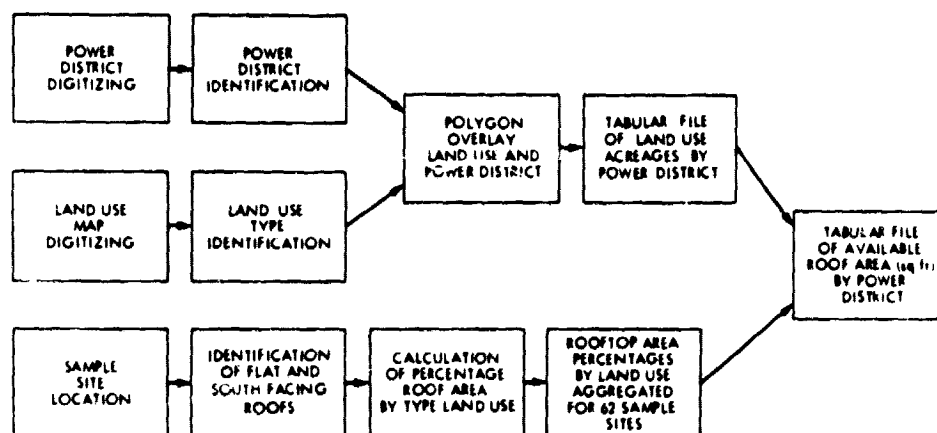 POWER
DISTRICT
DIGITIZING
POWER
DISTRICT
IDENTIFICATION
POLYGON
OVERLAY
LAND USE AND
POWER DISTRICT
TABULAR FILE
OF LAND USE
ACREAGES BY
POWER DISTRICT
LAND USE
MAP
DIGITIZING
LAND USE
TYPE
IDENTIFICATION
TABULAR FILE
OF AVAILABLE
ROOF AREA (sq ft)
BY POWER
DISTRICT
SAMPLE
SITE
LOCATION
IDENTIFICATION
OF FLAT AND
SOUTH FACING
ROOFS
CALCULATION
OF PERCENTAGE
ROOF AREA
BY TYPE LAND USE
ROOFTOP AREA
PERCENTAGES
BY LAND USE
AGGREGATED
FOR 62 SAMPLE
SITES